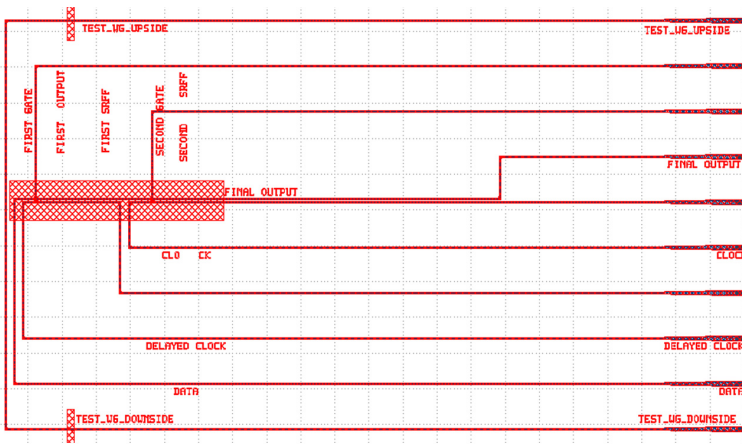 TEST_WG_UPSIDE
TEST_WG_UPSIDE
FIRST GATE
FIRST OUTPUT
FIRST SRFF
SECOND GATE
SECOND SRFF
FINAL OUTPUT
FINAL OUTPUT
CLO CK
CLOCK
DELAYED CLOCK
DELAYED CLOCK
DATA
DATA
TEST_WG_DOWNSIDE
TEST_WG_DOWNSIDE